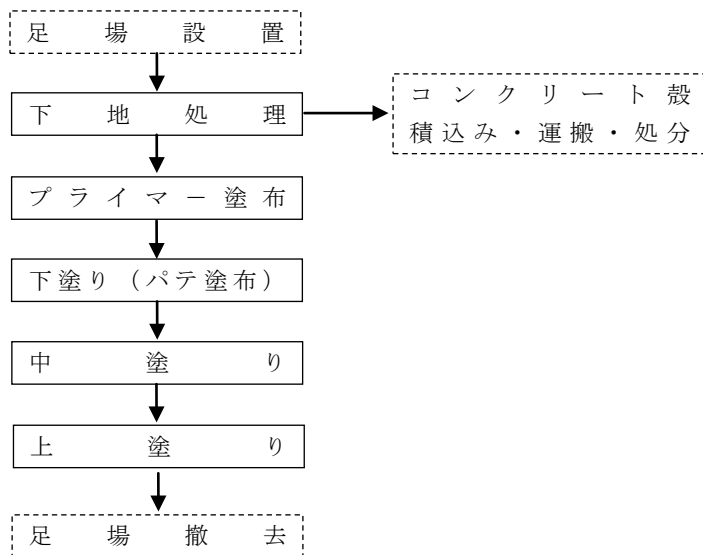 足場設置
下地処理
コンクリート殻
積込み・運搬・処分
プライマー塗布
下塗り（パテ塗布）
中塗り
上塗り
足場撤去